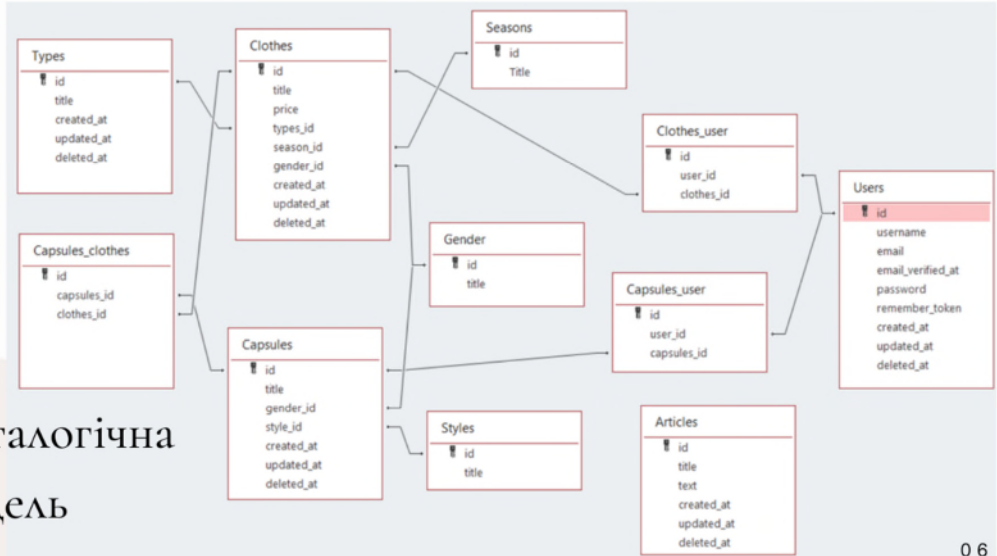 Types
id
title
created_at
updated_at
deleted_at
Clothes
id
title
price
types_id
season_id
gender_id
created_at
updated_at
deleted_at
Seasons
id
Title
Clothes_user
id
user_id
clothes_id
Users
id
username
email
email_verified_at
password
remember_token
created_at
updated_at
deleted_at
Capsules_clothes
id
capsules_id
clothes_id
Gender
id
title
Capsules_user
id
user_id
capsules_id
Capsules
id
title
gender_id
style_id
created_at
updated_at
deleted_at
Styles
id
title
Articles
id
title
text
created_at
updated_at
deleted_at
талогічна
дель
06